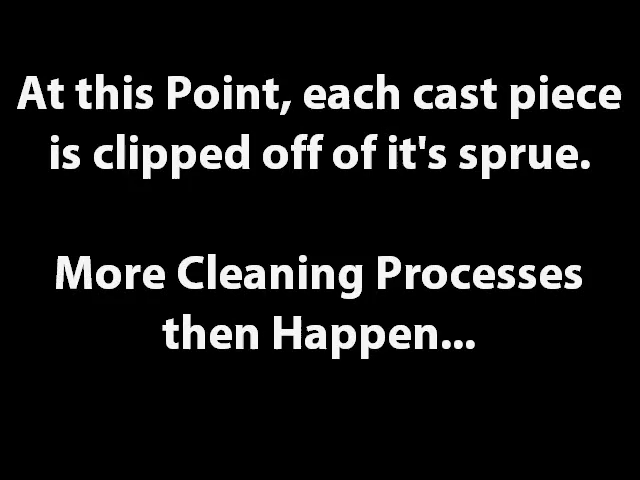 At this Point, each cast piece
is clipped off of it's sprue.
More Cleaning Processes
then Happen...